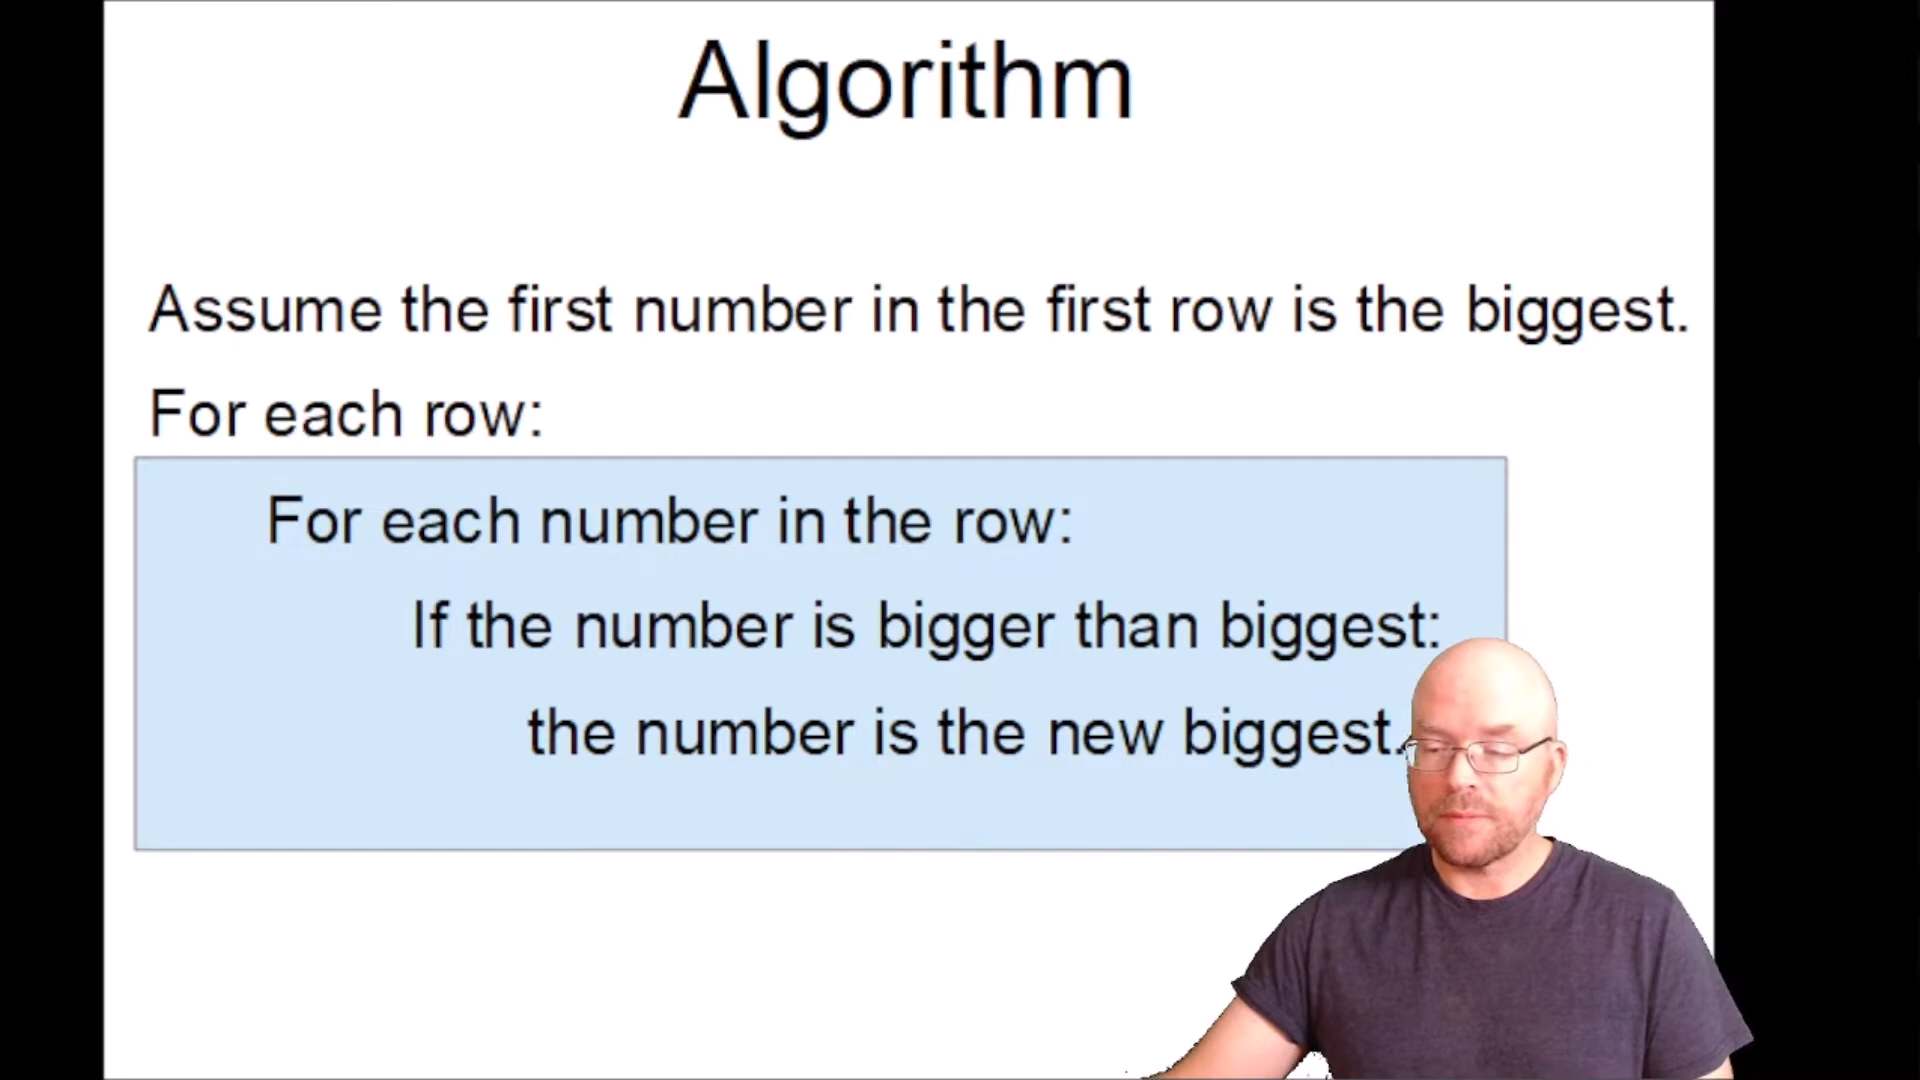 Algorithm
Assume the first number in the first row is the biggest.
For each row:
For each number in the row:
If the number is bigger than biggest:
the number is the new biggest.